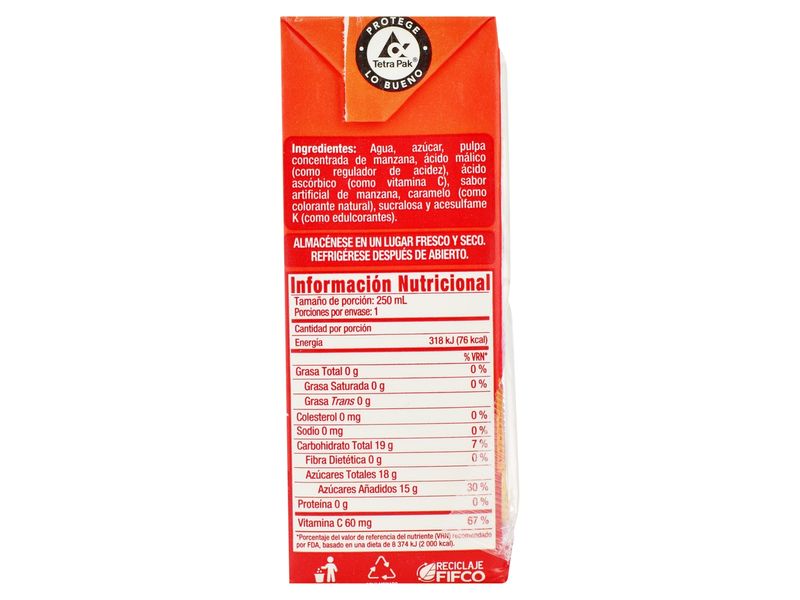 PROTEGE
Tetra Pak®
LO BUENO
Ingredientes: Agua, azúcar, pulpa
concentrada de manzana, ácido málico
(como regulador de acidez), ácido
ascórbico (como vitamina C), sabor
artificial de manzana, caramelo (como
colorante natural), sucralosa y acesulfame
K (como edulcorantes).
ALMACÉNESE EN UN LUGAR FRESCO Y SECO.
REFRIGÉRESE DESPUÉS DE ABIERTO.
Información Nutricional
Tamaño de porción: 250 mL
Porciones por envase: 1
Cantidad por porción
Energía 318 kJ (76 kcal)
% VRN*
Grasa Total 0 g 0 %
Grasa Saturada 0 g 0 %
Grasa Trans 0 g
Colesterol 0 mg 0 %
Sodio 0 mg 0 %
Carbohidrato Total 19 g 7 %
Fibra Dietética 0 g 0 %
Azúcares Totales 18 g
Azúcares Añadidos 15 g 30 %
Proteína 0 g 0 %
Vitamina C 60 mg 67 %
*Porcentaje del valor de referencia del nutriente (VRN) recomendado
por FDA, basado en una dieta de 8 374 kJ (2 000 kcal).
RECICLAJE
FIFCO